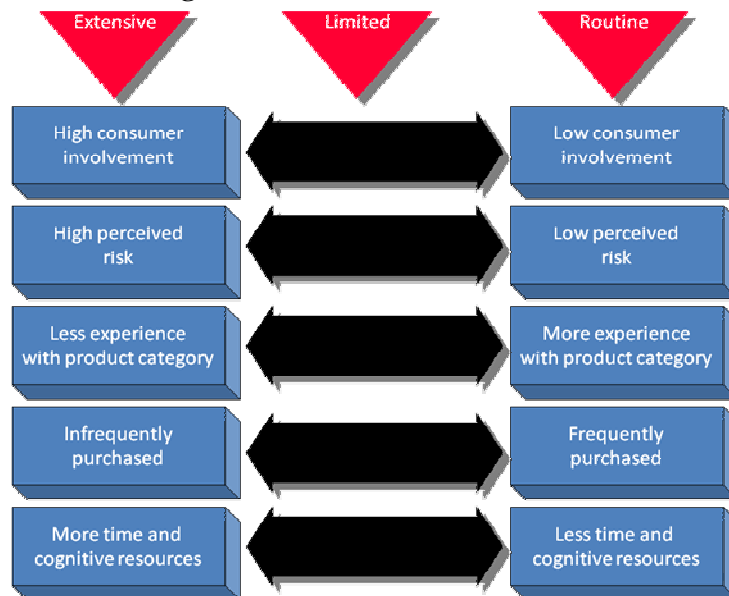 Extensive
Limited
Routine
High consumer
involvement
Low consumer
involvement
High perceived
risk
Low perceived
risk
Less experience
with product category
More experience
with product category
Infrequently
purchased
Frequently
purchased
More time and
cognitive resources
Less time and
cognitive resources